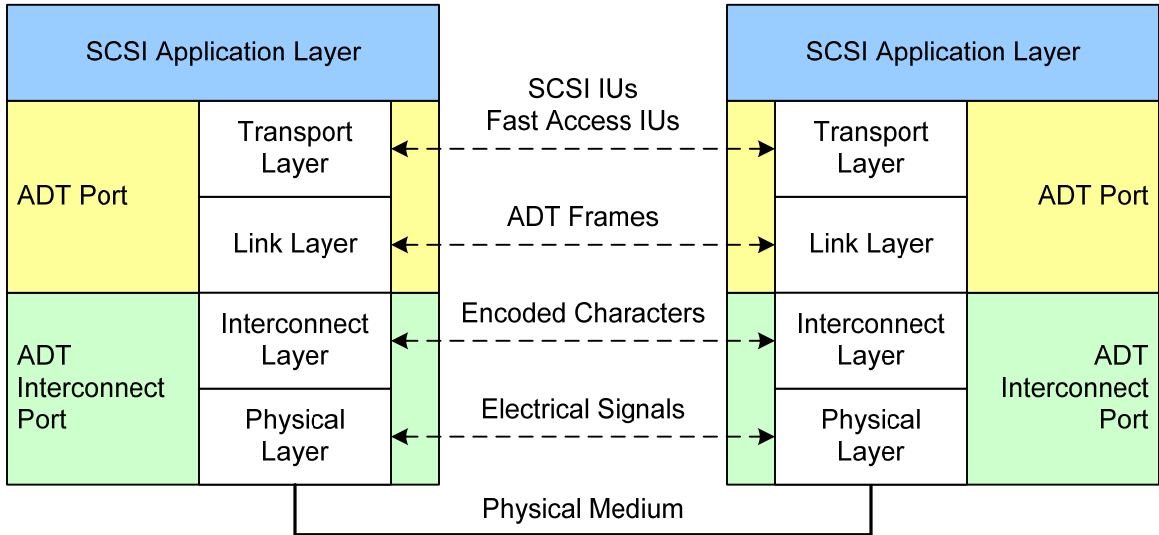 SCSI Application Layer
SCSI Application Layer
SCSI IUs
Fast Access IUs
Transport
Layer
Transport
Layer
ADT Port
ADT Port
ADT Frames
Link Layer
Link Layer
Encoded Characters
Interconnect
Layer
Interconnect
Layer
ADT
Interconnect
Port
ADT
Interconnect
Port
Electrical Signals
Physical
Layer
Physical
Layer
Physical Medium